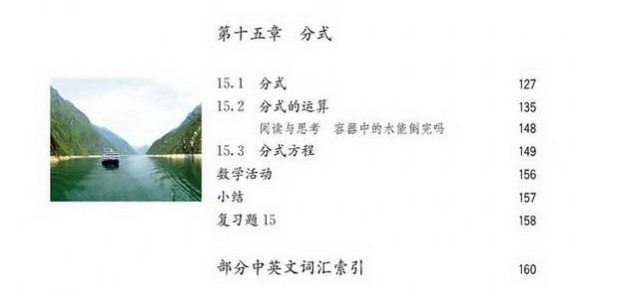 第十五章 分式
15.1 分式 127
15.2 分式的运算 135
阅读与思考 容器中的水能倒完吗 148
15.3 分式方程 149
数学活动 156
小结 157
复习题 15 158
部分中英文词汇索引 160